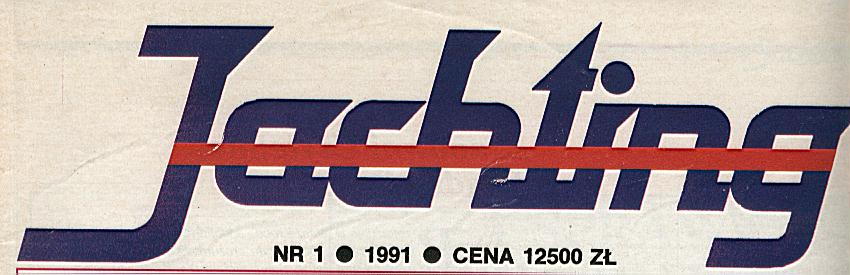 Jachting
NR 1 ● 1991 ● CENA 12500 ZŁ